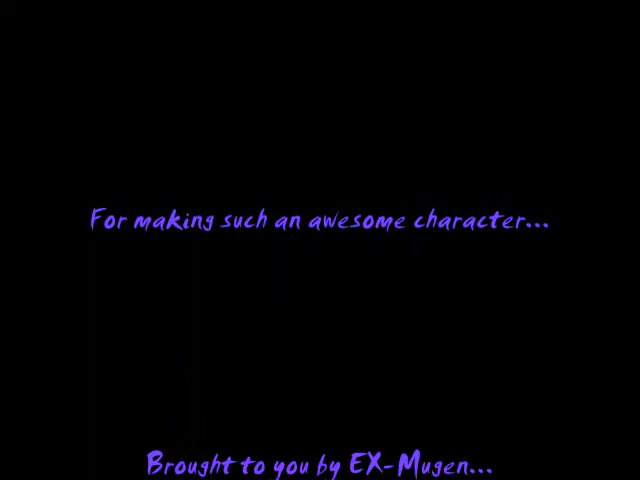 For making such an awesome character...
Brought to you by EX-Mugen...